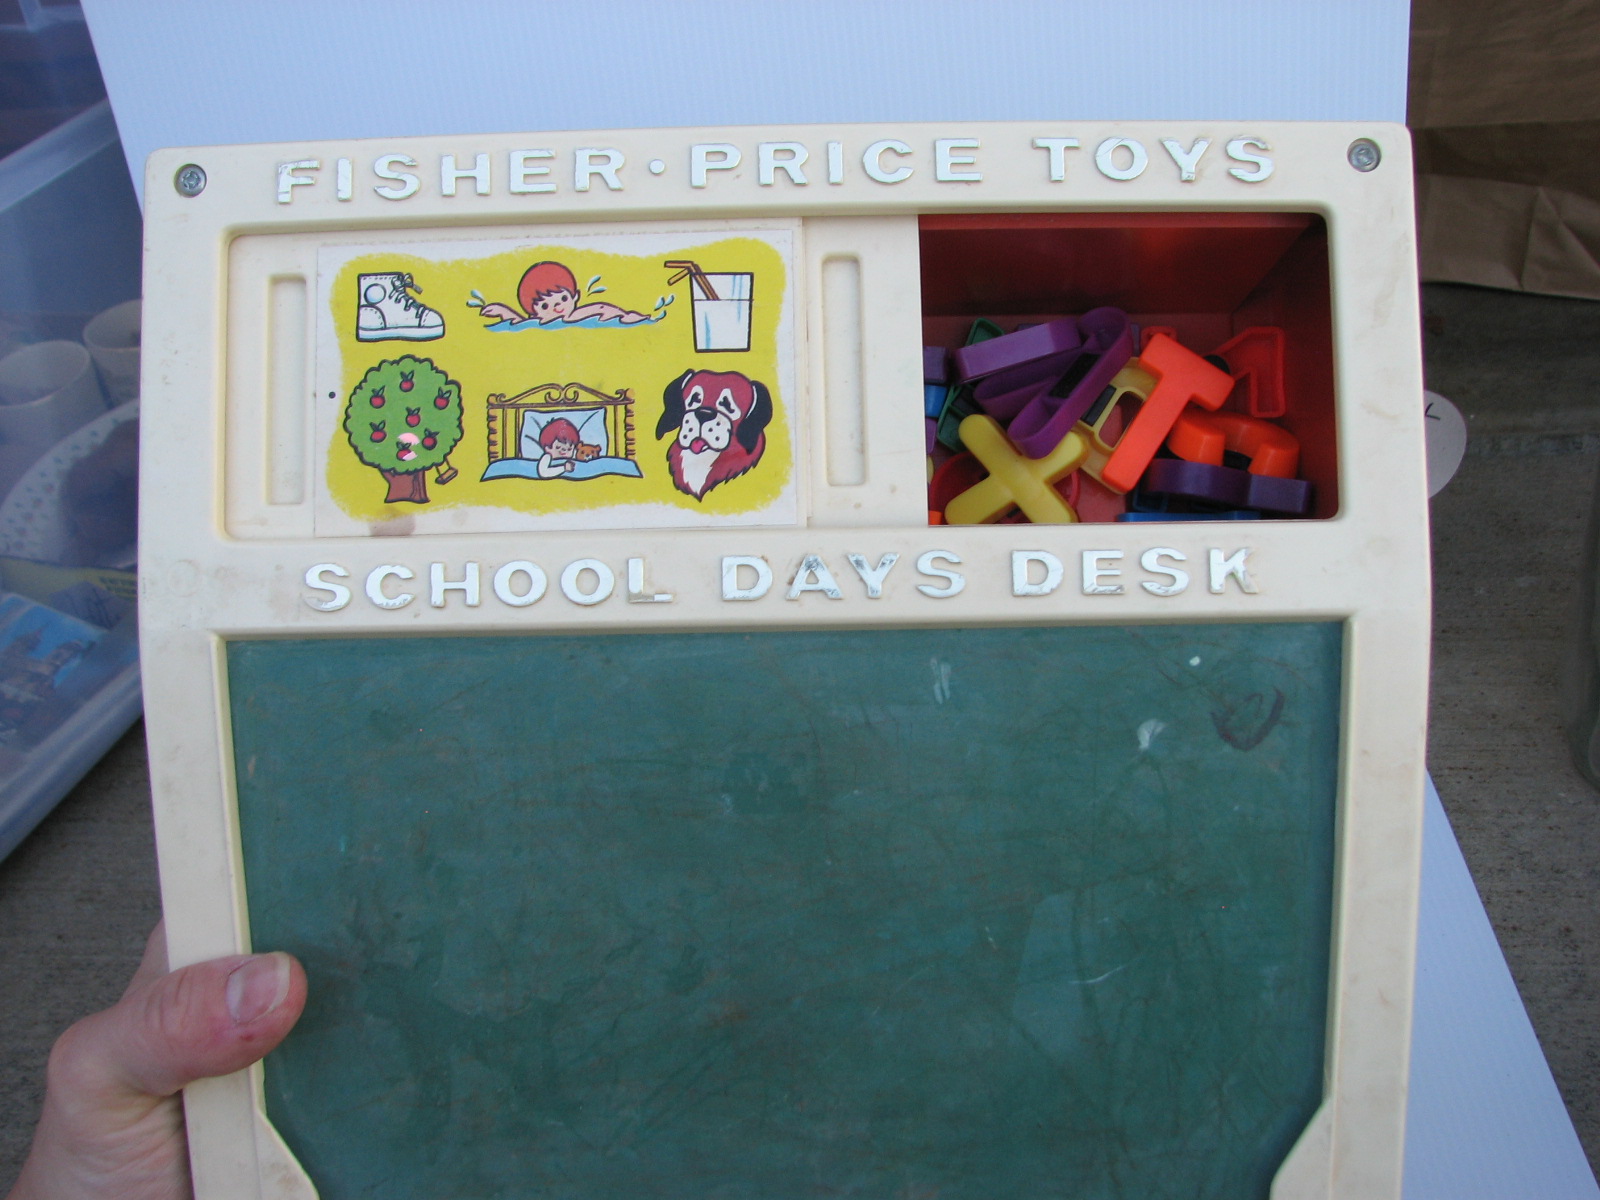 FISHER·PRICE TOYS
SCHOOL DAYS DESK